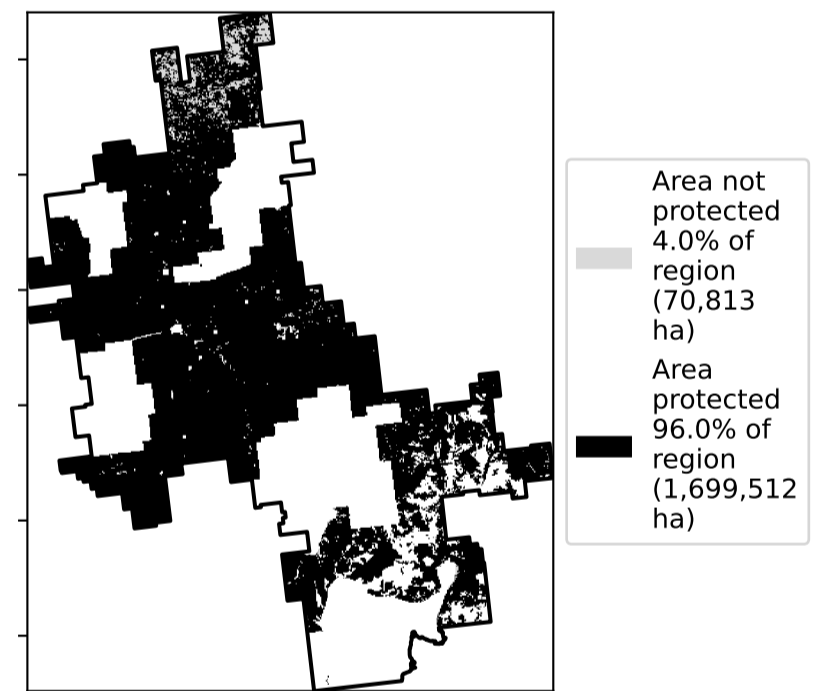 Area not
protected
4.0% of
region
(70,813
ha)
Area
protected
96.0% of
region
(1,699,512
ha)